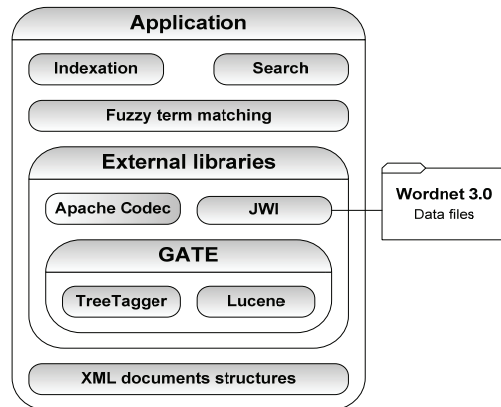 Application
Indexation
Search
Fuzzy term matching
External libraries
Apache Codec
JWI
Wordnet 3.0
Data files
GATE
TreeTagger
Lucene
XML documents structures